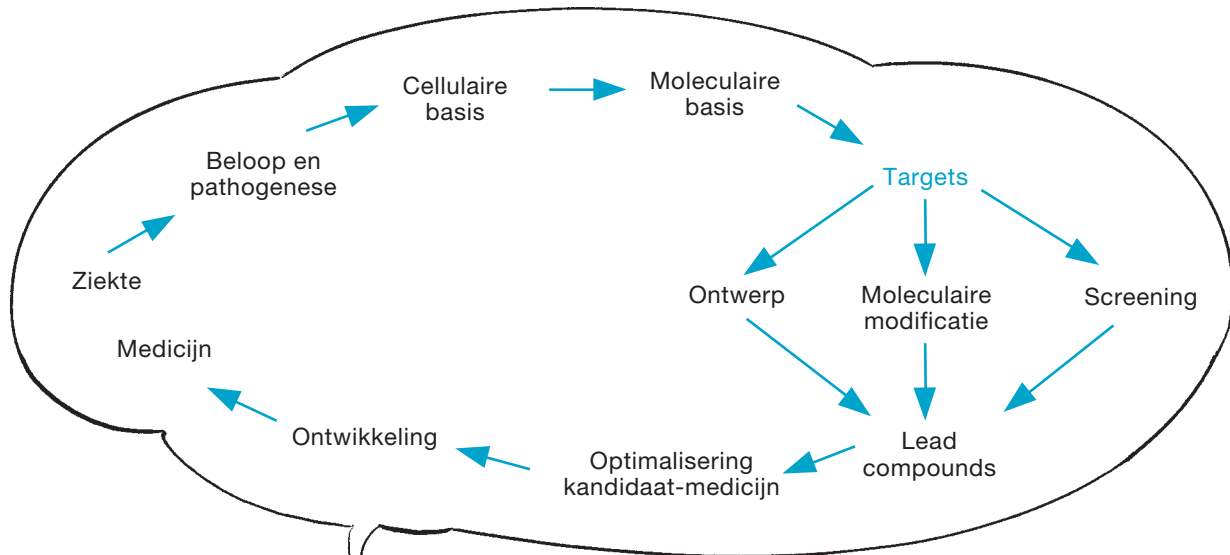 Cellulaire
basis
Moleculaire
basis
Beloop en
pathogenese
Targets
Ziekte
Ontwerp
Moleculaire
modificatie
Screening
Medicijn
Ontwikkeling
Optimalisering
kandidaat-medicijn
Lead
compounds